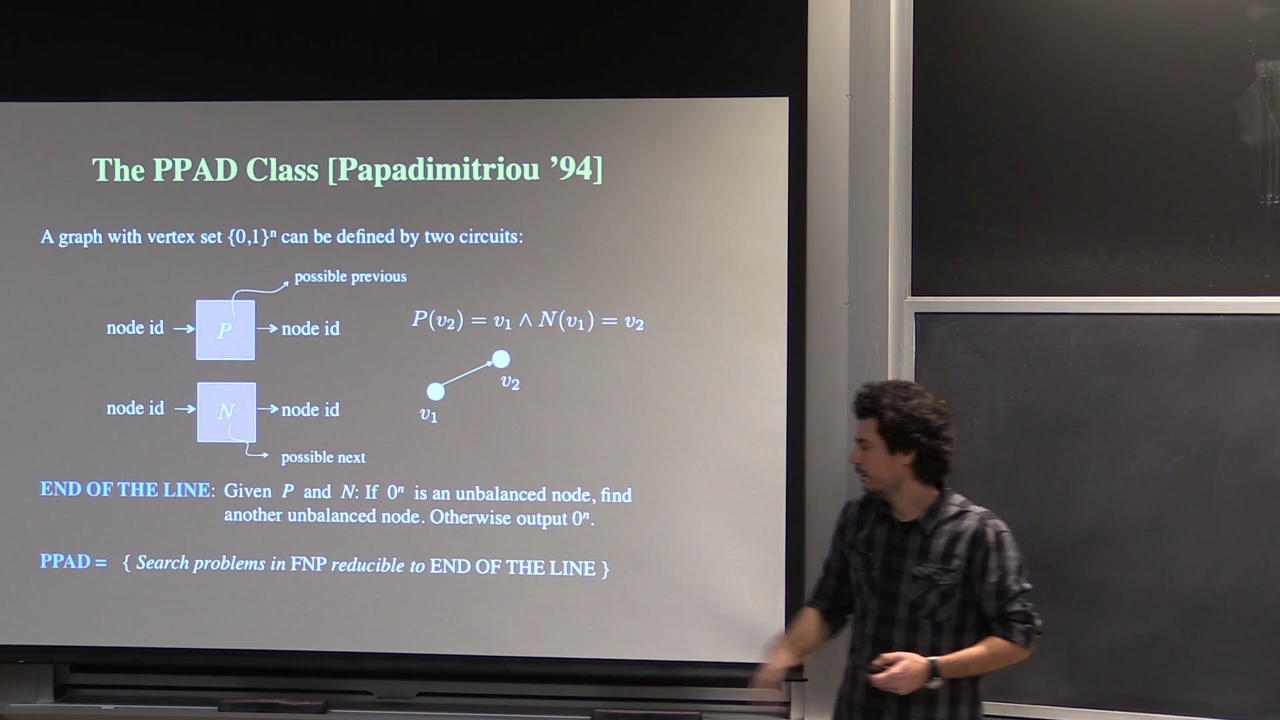 The PPAD Class [Papadimitriou ’94]
A graph with vertex set {0,1}ⁿ can be defined by two circuits:
possible previous
node id → P → node id
P(v₂) = v₁ ∧ N(v₁) = v₂
v₂
v₁
node id → N → node id
possible next
END OF THE LINE: Given P and N: If 0ⁿ is an unbalanced node, find
another unbalanced node. Otherwise output 0ⁿ.
PPAD = { Search problems in FNP reducible to END OF THE LINE }